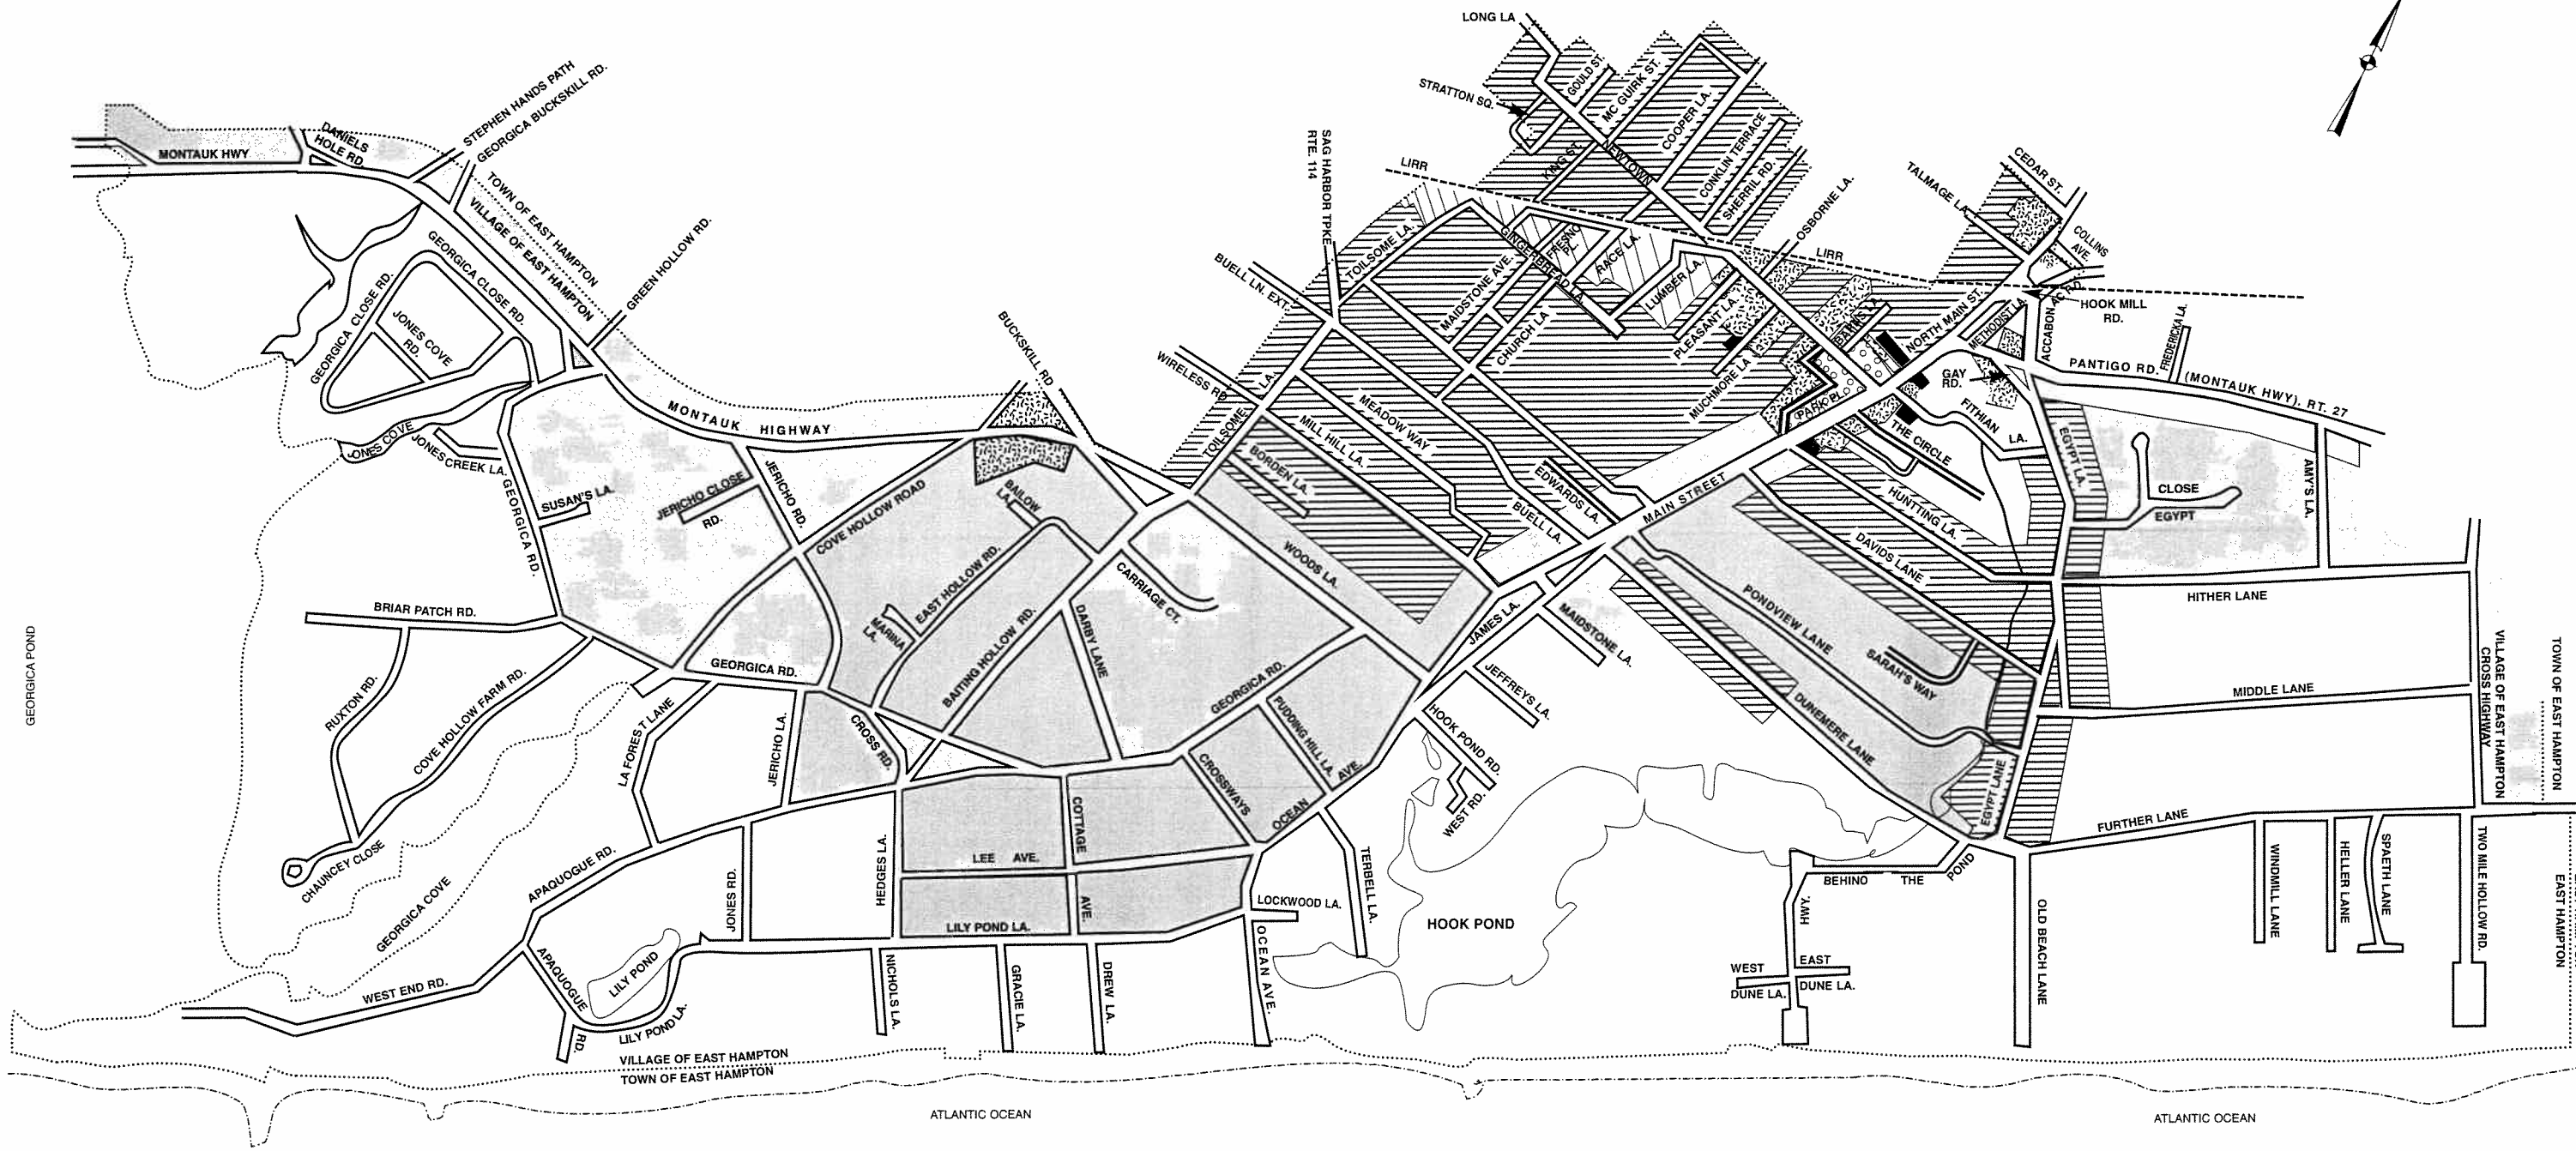 LONG LA
GOULD ST.
MC GUIRK ST.
STRATTON SQ.
COOPER LA.
KING ST.
NEWTOWN
CONKLIN TERRACE
SHERRIL RD.
LIRR
SAG HARBOR TPKE
RTE. 114
OSBORNE LA.
LIRR
TALMAGE LA.
CEDAR ST.
COLLINS
AVE
STEPHEN HANDS PATH
GEORGICA BUCKSKILL RD.
DANIELS
HOLE RD
MONTAUK HWY
TOWN OF EAST HAMPTON
VILLAGE OF EAST HAMPTON
GREEN HOLLOW RD.
GEORGICA CLOSE RD.
GEORGICA CLOSE RD.
JONES COVE
RD.
BUELL LN. EXT.
TOILSOME LA.
MAIDSTONE AVE.
GINGERBREAD LA.
FRESNO
PL.
RACE LA.
LUMBER LA.
CHURCH LA.
PLEASANT LA.
MUCHMORE LA.
BARNS LA.
NORTH MAIN ST.
METHODIST LA.
ACCABONAC RD.
HOOK MILL
RD.
FREDERICKA LA.
PANTIGO RD.
(MONTAUK HWY). RT. 27
GAY
RD.
PARK PL.
FITHIAN
LA.
THE CIRCLE
BUCKSKILL RD
WIRELESS RD
TOILSOME LA.
MONTAUK HIGHWAY
MILL HILL LA.
MEADOW WAY
BORDEN LA.
EDWARDS LA.
BUELL LA.
MAIN STREET
HUNTTING LA.
DAVIDS LANE
EGYPT LA.
CLOSE
EGYPT
AMY'S LA.
JONES COVE
JONES CREEK LA.
GEORGICA RD.
SUSAN'S LA.
JERICHO CLOSE
RD.
JERICHO RD.
COVE HOLLOW ROAD
BAILOW
LA.
EAST HOLLOW RD.
MARINA
LA.
BAITING HOLLOW RD.
DARBY LANE
CARRIAGE CT.
WOODS LA.
JAMES LA.
MAIDSTONE LA.
JEFFREYS LA.
PONDVIEW LANE
SARAH'S WAY
DUNEMERE LANE
EGYPT LANE
HITHER LANE
MIDDLE LANE
FURTHER LANE
CROSS HIGHWAY
VILLAGE OF EAST HAMPTON
TOWN OF EAST HAMPTON
GEORGICA POND
BRIAR PATCH RD.
RUXTON RD.
COVE HOLLOW FARM RD.
CHAUNCEY CLOSE
GEORGICA COVE
LA FOREST LANE
GEORGICA RD.
JERICHO LA.
CROSS RD.
GEORGICA RD.
PUDDING HILL LA.
CROSSWAYS
OCEAN AVE.
HOOK POND RD.
WEST RD.
APAQUOGUE RD.
JONES RD.
HEDGES LA.
COTTAGE
AVE.
LEE AVE.
LILY POND LA.
LOCKWOOD LA.
TERBELL LA.
HOOK POND
BEHIND THE POND
HWY.
WEST
DUNE LA.
EAST
DUNE LA.
OLD BEACH LANE
WINDMILL LANE
HELLER LANE
SPAETH LANE
TWO MILE HOLLOW RD.
EAST HAMPTON
WEST END RD.
APAQUOGUE
RD.
LILY POND
LILY POND LA.
NICHOLS LA.
GRACIE LA.
DREW LA.
OCEAN AVE.
VILLAGE OF EAST HAMPTON
TOWN OF EAST HAMPTON
ATLANTIC OCEAN
ATLANTIC OCEAN